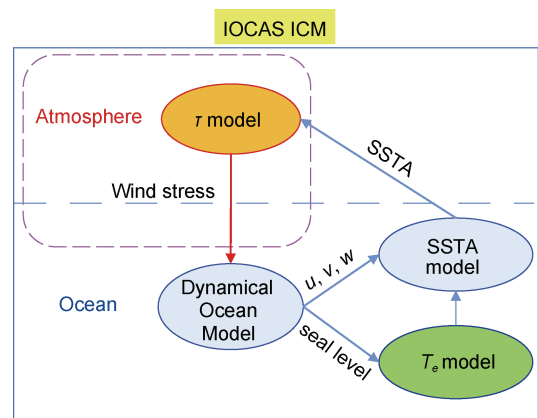 IOCAS ICM
Atmosphere
τ model
SSTA
Wind stress
SSTA
model
u, v, w
Dynamical
Ocean
Model
Ocean
seal level
Te model